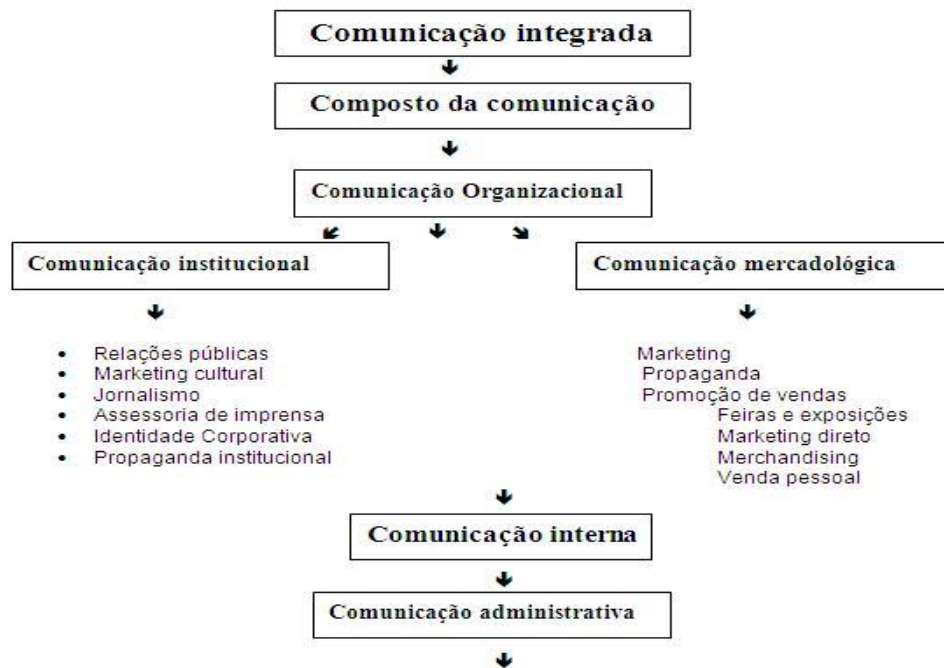 Comunicação integrada
Composto da comunicação
Comunicação Organizacional
Comunicação institucional
Comunicação mercadológica
• Relações públicas
• Marketing cultural
• Jornalismo
• Assessoria de imprensa
• Identidade Corporativa
• Propaganda institucional
Marketing
Propaganda
Promoção de vendas
Feiras e exposições
Marketing direto
Merchandising
Venda pessoal
Comunicação interna
Comunicação administrativa